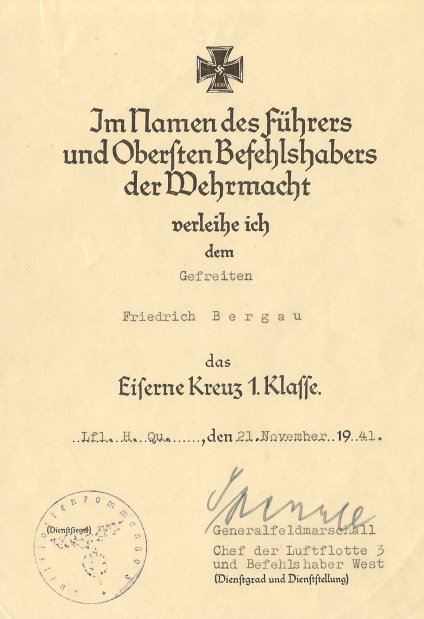 1939
Im Namen des Führers
und Obersten Befehlshabers
der Wehrmacht
verleihe ich
dem
Gefreiten
Friedrich B e r g a u
das
Eiserne Kreuz 1. Klasse.
Lfl. H. Qu. , den 21. November 19 41.
(Dienstsiegel)
Generalfeldmarschall
Chef der Luftflotte 3
und Befehlshaber West
(Dienstgrad und Dienststellung)